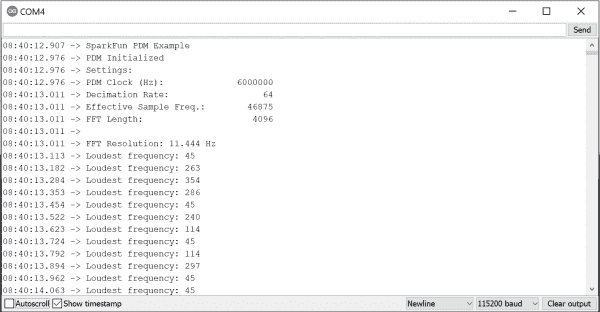 COM4
Send
08:40:12.907 -> SparkFun PDM Example
08:40:12.976 -> PDM Initialized
08:40:12.976 -> Settings:
08:40:12.976 -> PDM Clock (Hz): 6000000
08:40:13.011 -> Decimation Rate: 64
08:40:13.011 -> Effective Sample Freq.: 46875
08:40:13.011 -> FFT Length: 4096
08:40:13.011 ->
08:40:13.011 -> FFT Resolution: 11.444 Hz
08:40:13.113 -> Loudest frequency: 45
08:40:13.182 -> Loudest frequency: 263
08:40:13.284 -> Loudest frequency: 354
08:40:13.353 -> Loudest frequency: 286
08:40:13.454 -> Loudest frequency: 45
08:40:13.522 -> Loudest frequency: 240
08:40:13.623 -> Loudest frequency: 114
08:40:13.724 -> Loudest frequency: 45
08:40:13.792 -> Loudest frequency: 114
08:40:13.894 -> Loudest frequency: 297
08:40:13.962 -> Loudest frequency: 45
08:40:14.063 -> Loudest frequency: 45
Autoscroll Show timestamp Newline 115200 baud Clear output